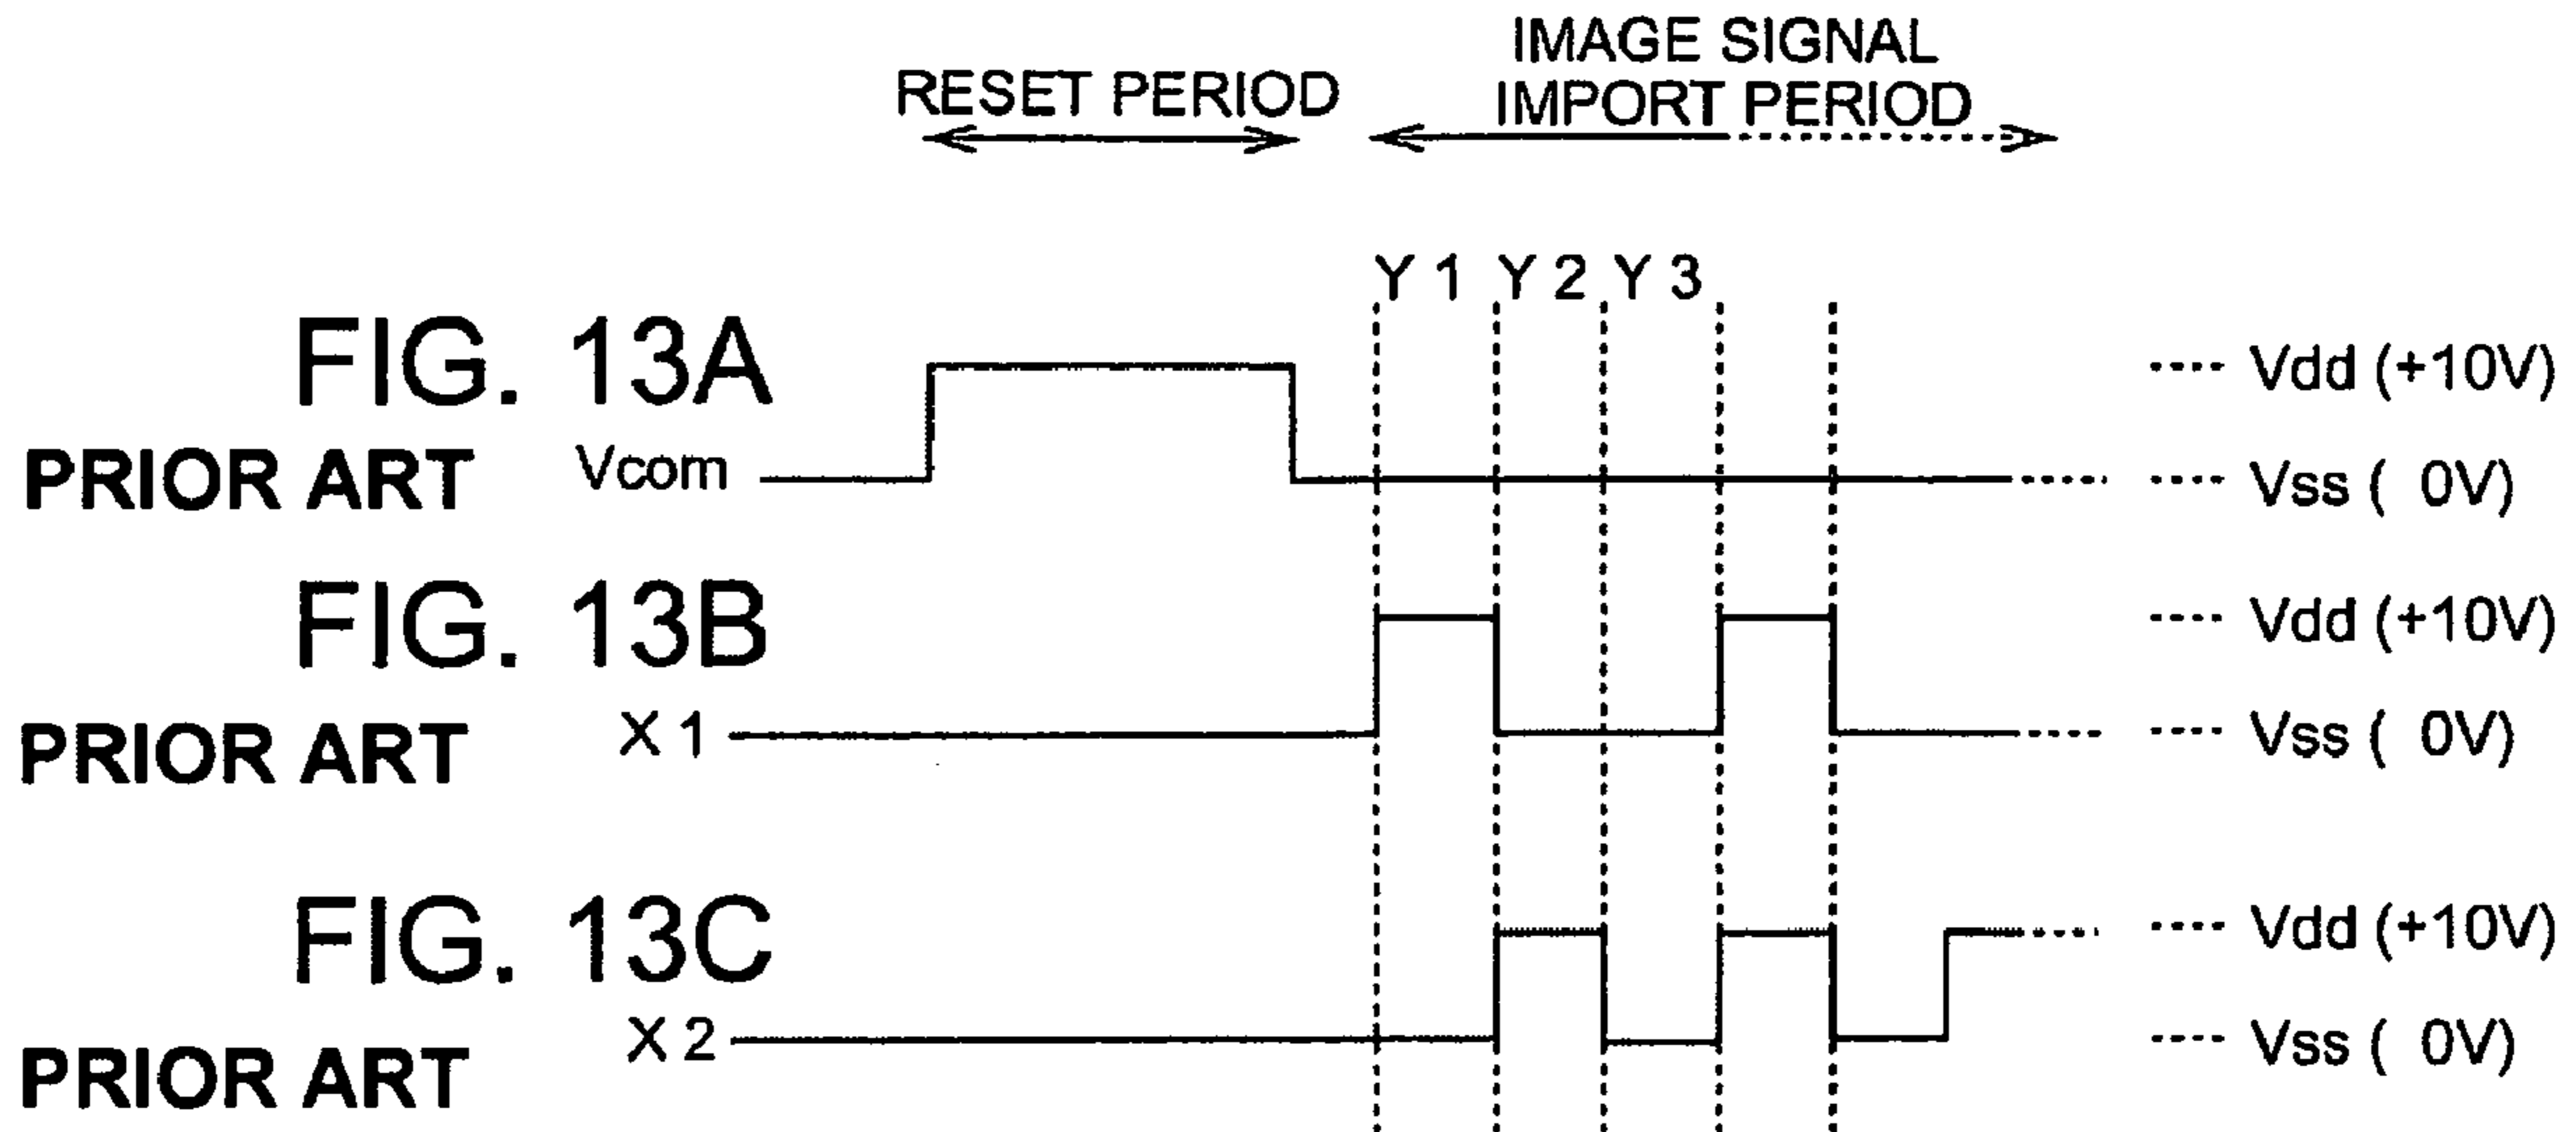 RESET PERIOD
IMAGE SIGNAL
IMPORT PERIOD
Y 1 Y 2 Y 3
FIG. 13A
PRIOR ART
Vcom
Vdd (+10V)
Vss ( 0V)
FIG. 13B
PRIOR ART
X 1
Vdd (+10V)
Vss ( 0V)
FIG. 13C
PRIOR ART
X 2
Vdd (+10V)
Vss ( 0V)